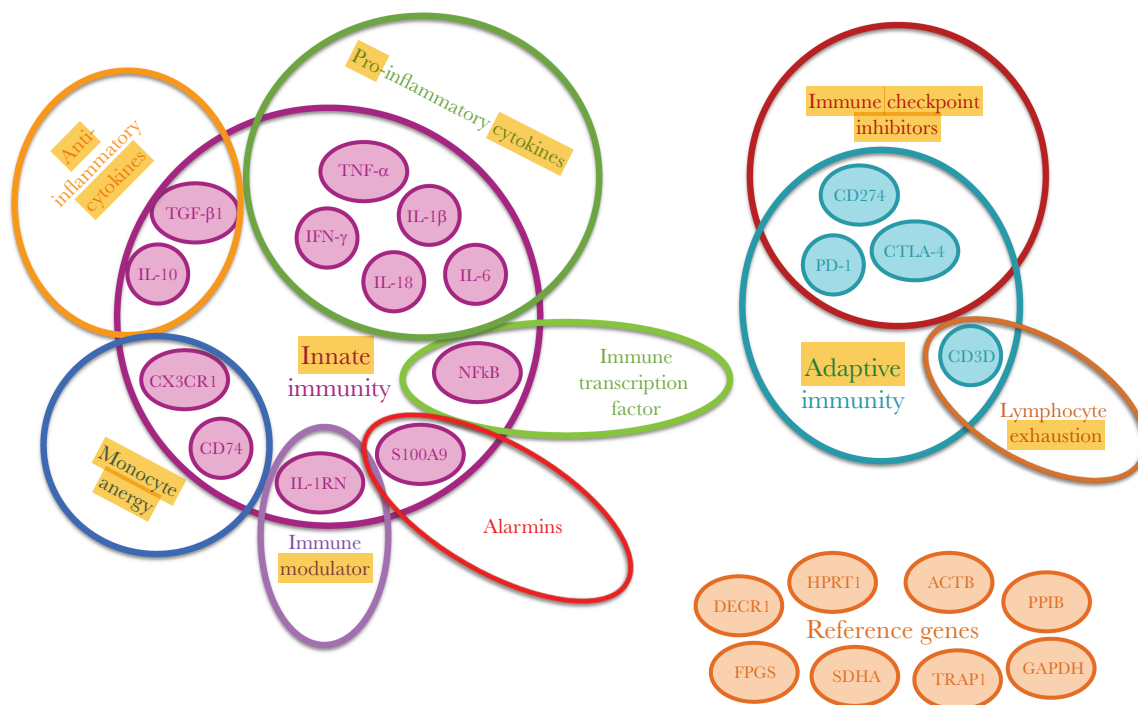 Pro-inflammatory cytokines
Anti-
inflammatory
cytokines
TNF-α
IL-1β
IFN-γ
IL-18
IL-6
TGF-β1
IL-10
Innate
immunity
CX3CR1
CD74
Monocyte
anergy
NFkB
Immune
transcription
factor
S100A9
Alarmins
IL-1RN
Immune
modulator
Immune checkpoint
inhibitors
CD274
PD-1
CTLA-4
CD3D
Adaptive
immunity
Lymphocyte
exhaustion
DECR1
HPRT1
ACTB
PPIB
Reference genes
FPGS
SDHA
TRAP1
GAPDH